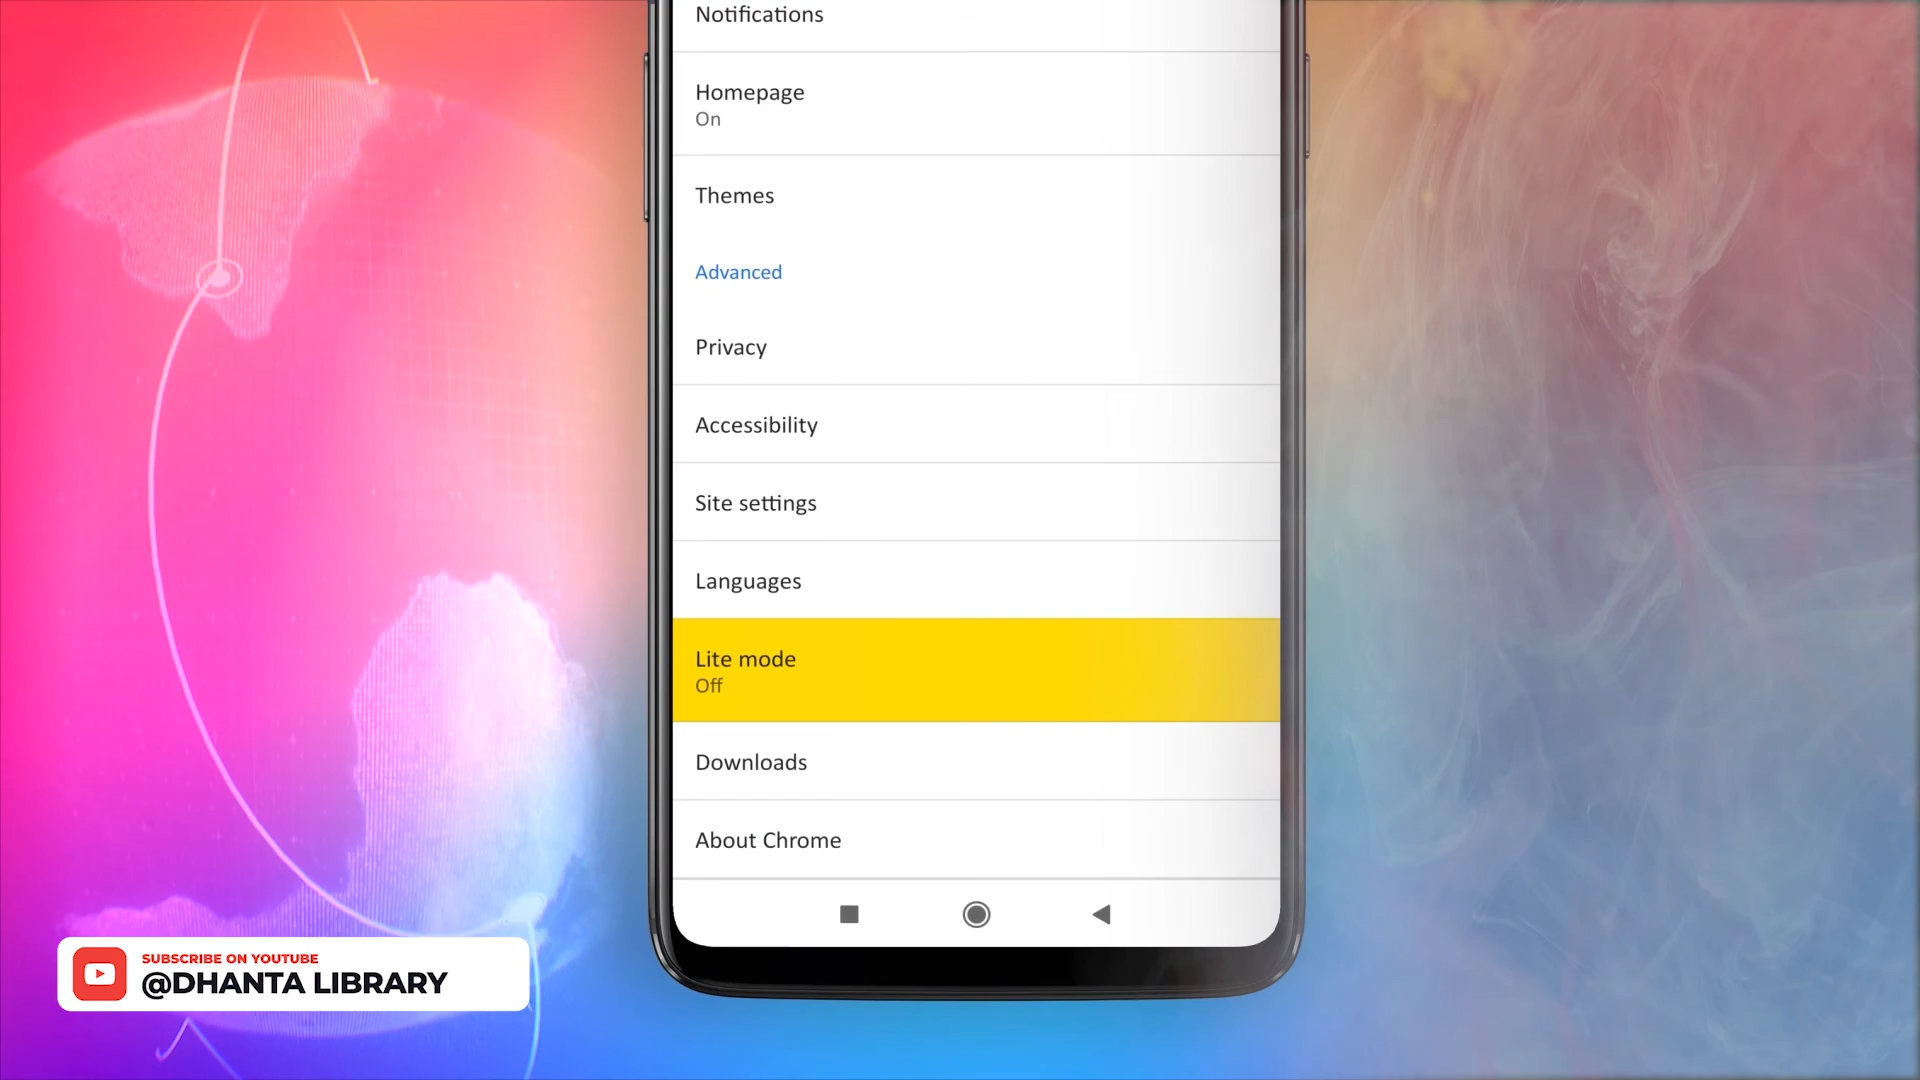 Notifications
Homepage
On
Themes
Advanced
Privacy
Accessibility
Site settings
Languages
Lite mode
Off
Downloads
About Chrome
SUBSCRIBE ON YOUTUBE
@DHANTA LIBRARY